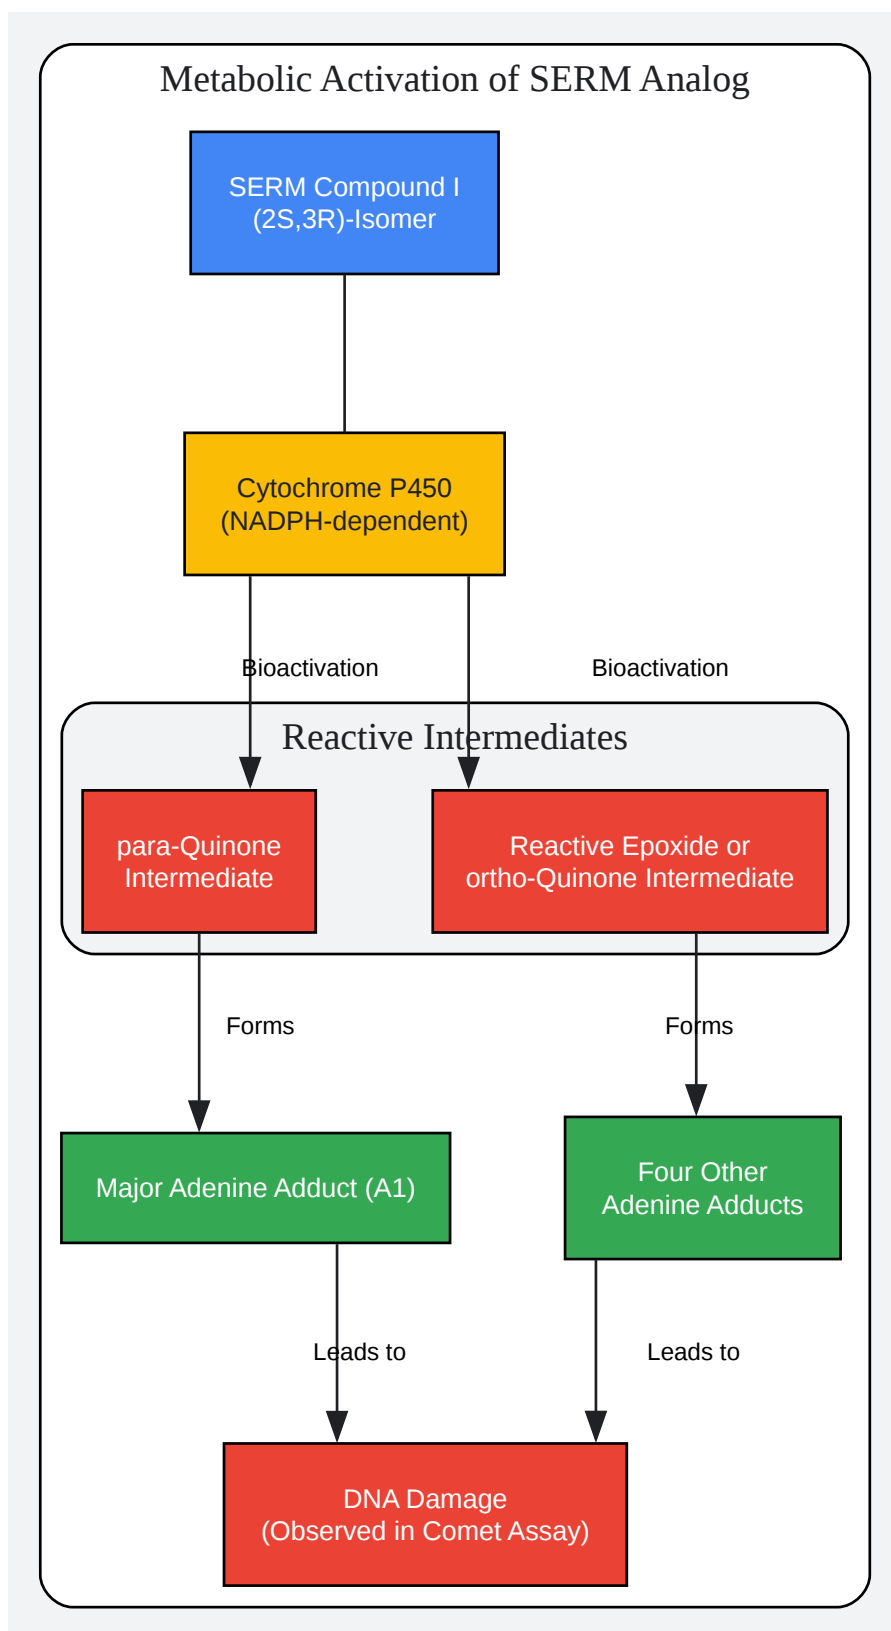 Metabolic Activation of SERM Analog
SERM Compound I
(2S,3R)-Isomer
Cytochrome P450
(NADPH-dependent)
Bioactivation
Bioactivation
Reactive Intermediates
para-Quinone
Intermediate
Reactive Epoxide or
ortho-Quinone Intermediate
Forms
Forms
Major Adenine Adduct (A1)
Four Other
Adenine Adducts
Leads to
Leads to
DNA Damage
(Observed in Comet Assay)